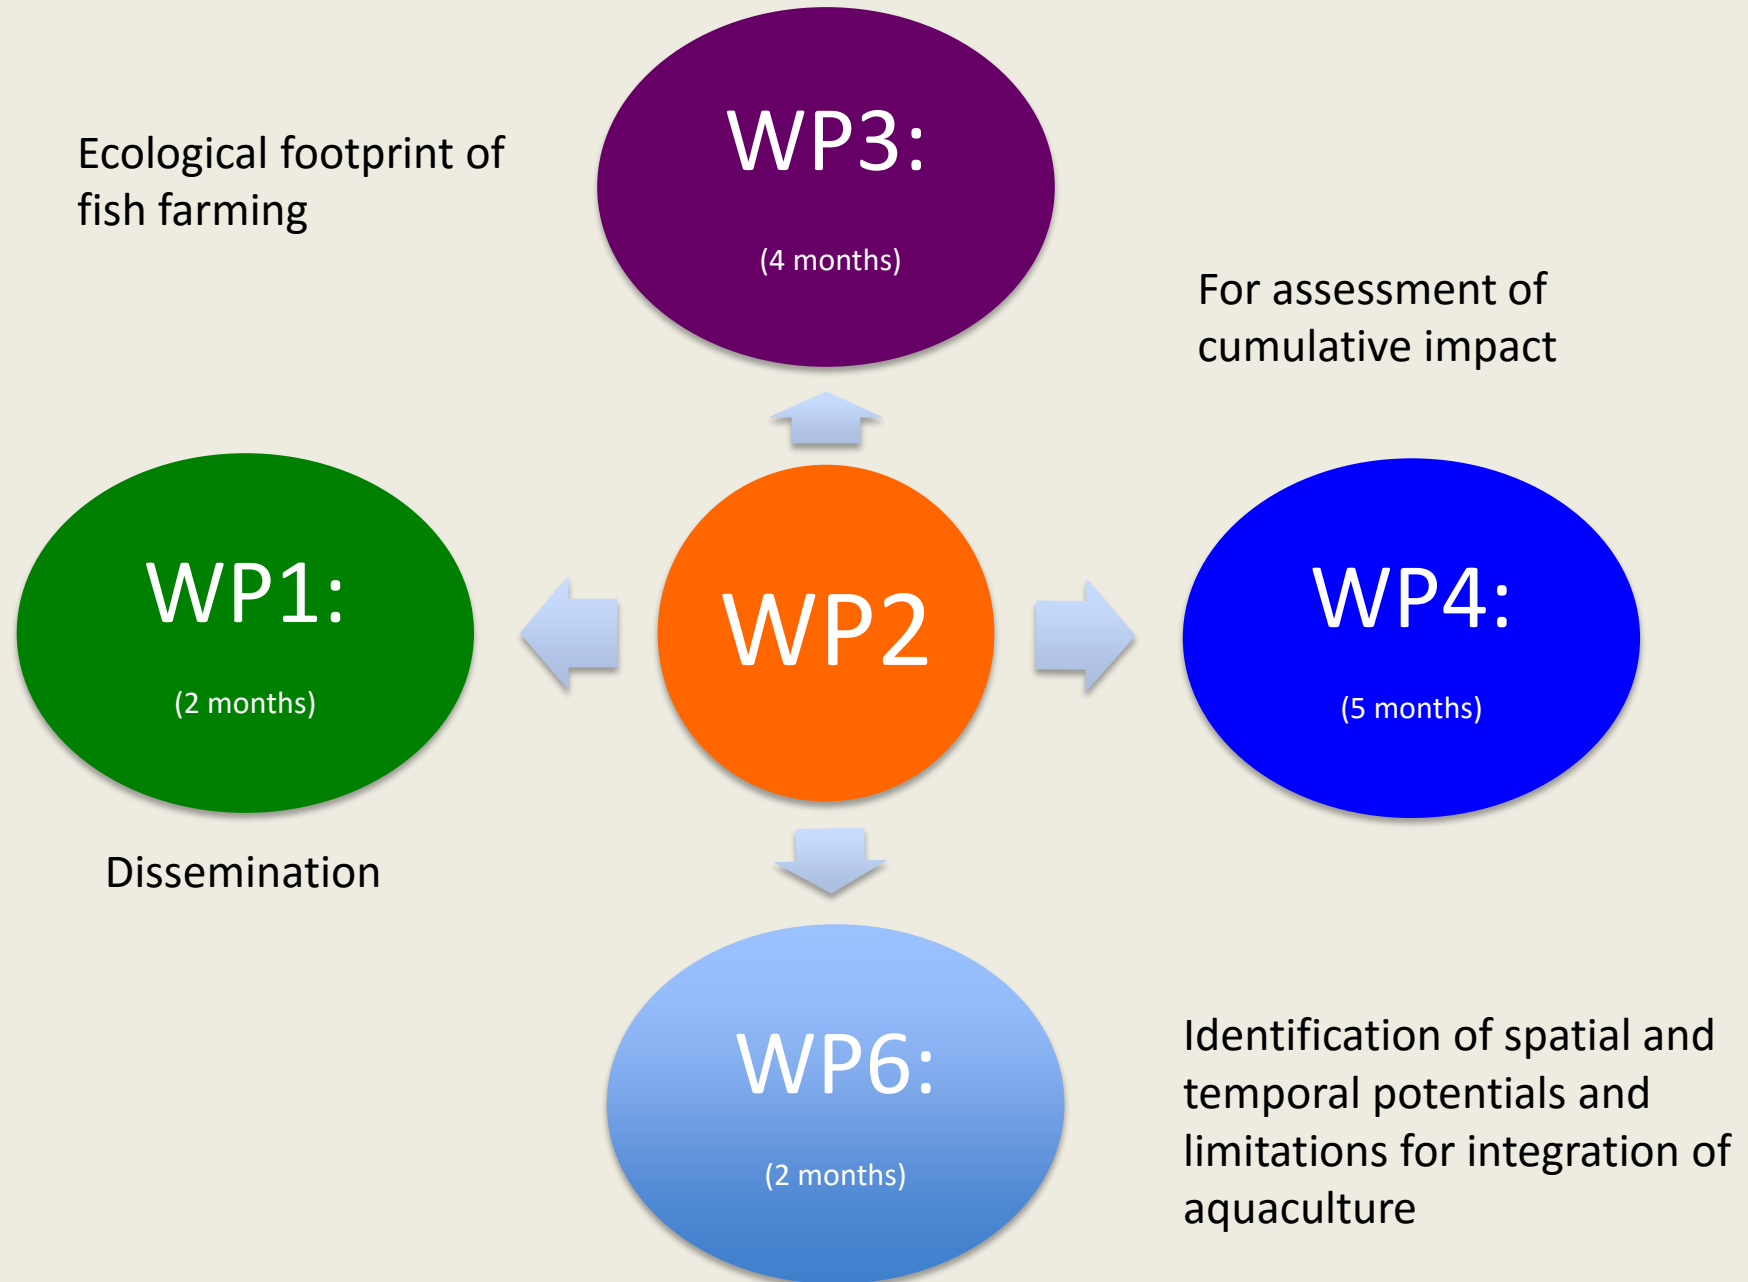 WP3:
(4 months)
Ecological footprint of
fish farming
For assessment of
cumulative impact
WP1:
(2 months)
Dissemination
WP2
WP4:
(5 months)
WP6:
(2 months)
Identification of spatial and
temporal potentials and
limitations for integration of
aquaculture